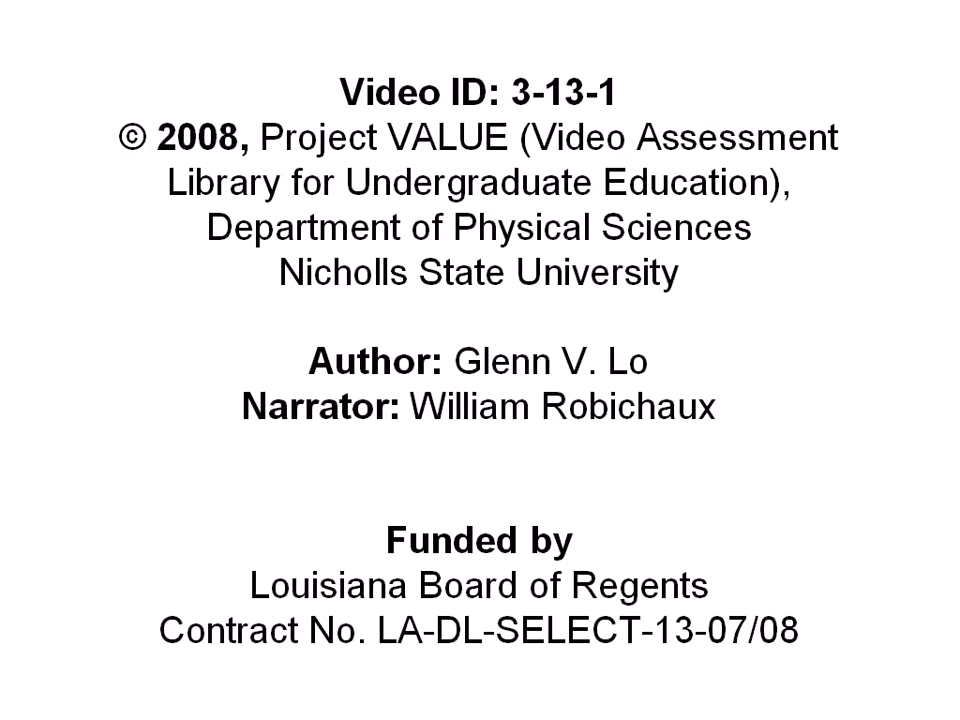 Video ID: 3-13-1
© 2008, Project VALUE (Video Assessment
Library for Undergraduate Education),
Department of Physical Sciences
Nicholls State University
Author: Glenn V. Lo
Narrator: William Robichaux
Funded by
Louisiana Board of Regents
Contract No. LA-DL-SELECT-13-07/08